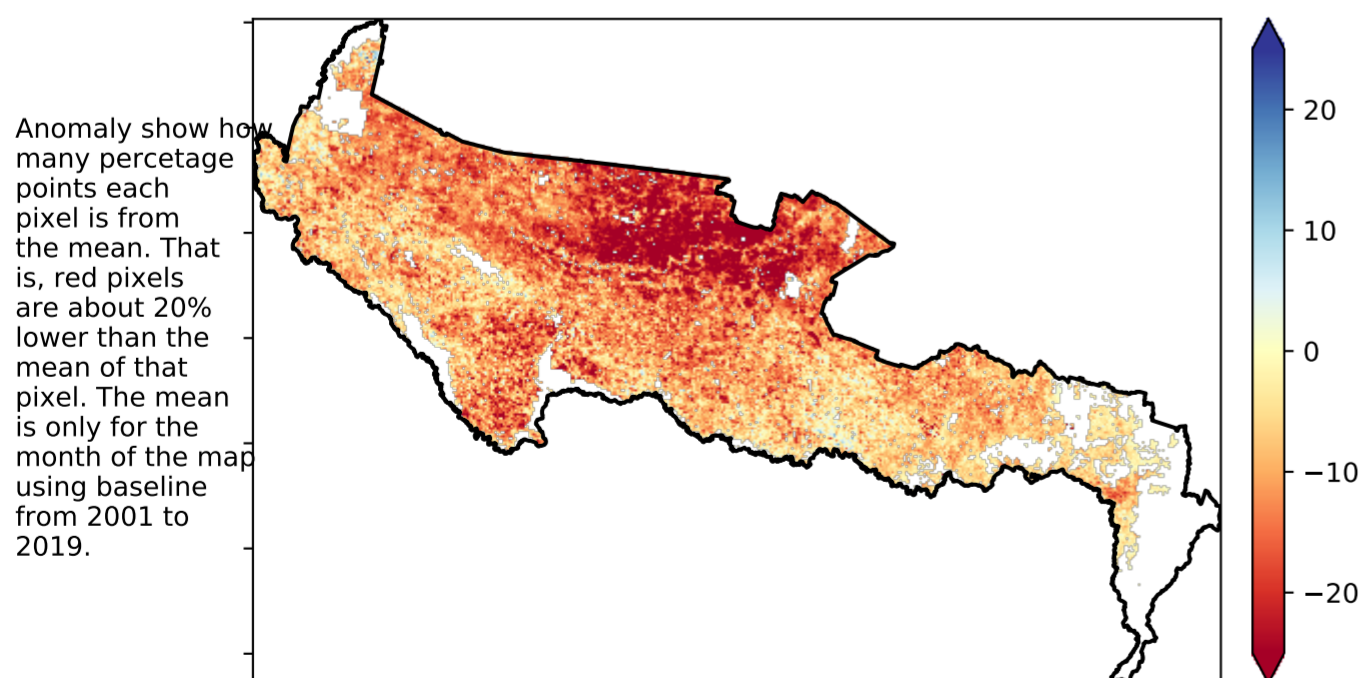 Anomaly show how
many percetage
points each
pixel is from
the mean. That
is, red pixels
are about 20%
lower than the
mean of that
pixel. The mean
is only for the
month of the map
using baseline
from 2001 to
2019.
20
10
0
−10
−20